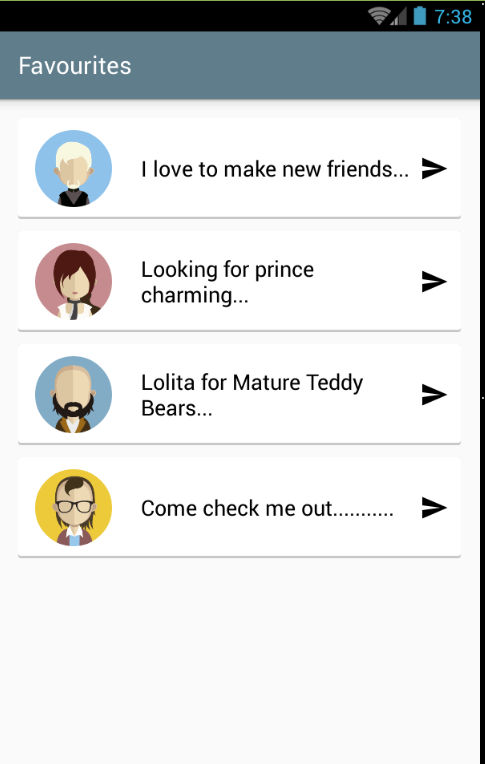 7:38
Favourites
I love to make new friends...
Looking for prince
charming...
Lolita for Mature Teddy
Bears...
Come check me out...........